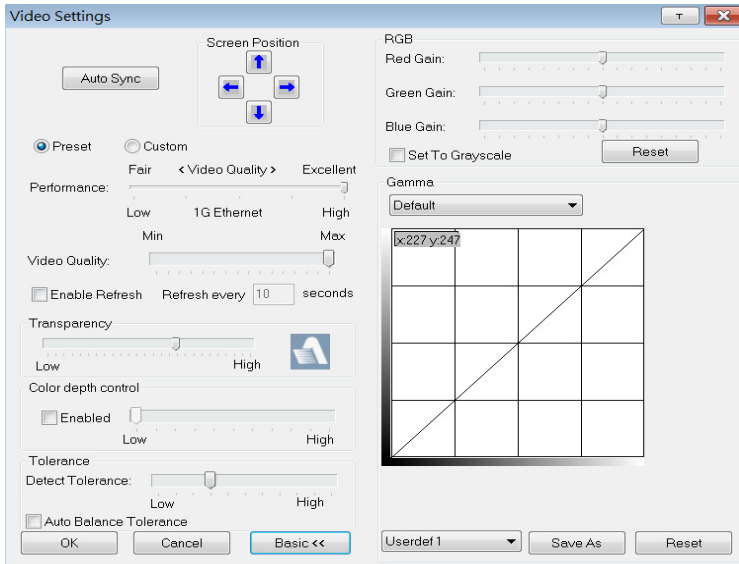 Video Settings
T
Screen Position
Auto Sync
Preset
Custom
Fair < Video Quality > Excellent
Performance:
Low 1G Ethernet High
Min Max
Video Quality:
Enable Refresh Refresh every 10 seconds
Transparency
Low High
Color depth control
Enabled
Low High
Tolerance
Detect Tolerance:
Low High
Auto Balance Tolerance
OK Cancel Basic <<
RGB
Red Gain:
Green Gain:
Blue Gain:
Set To Grayscale Reset
Gamma
Default
x:227 y:247
Userdef1 Save As Reset